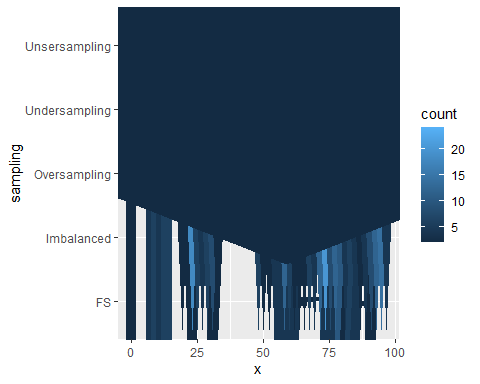 Unsersampling
Undersampling
Oversampling
Imbalanced
FS
sampling
0
25
50
75
100
x
count
20
15
10
5